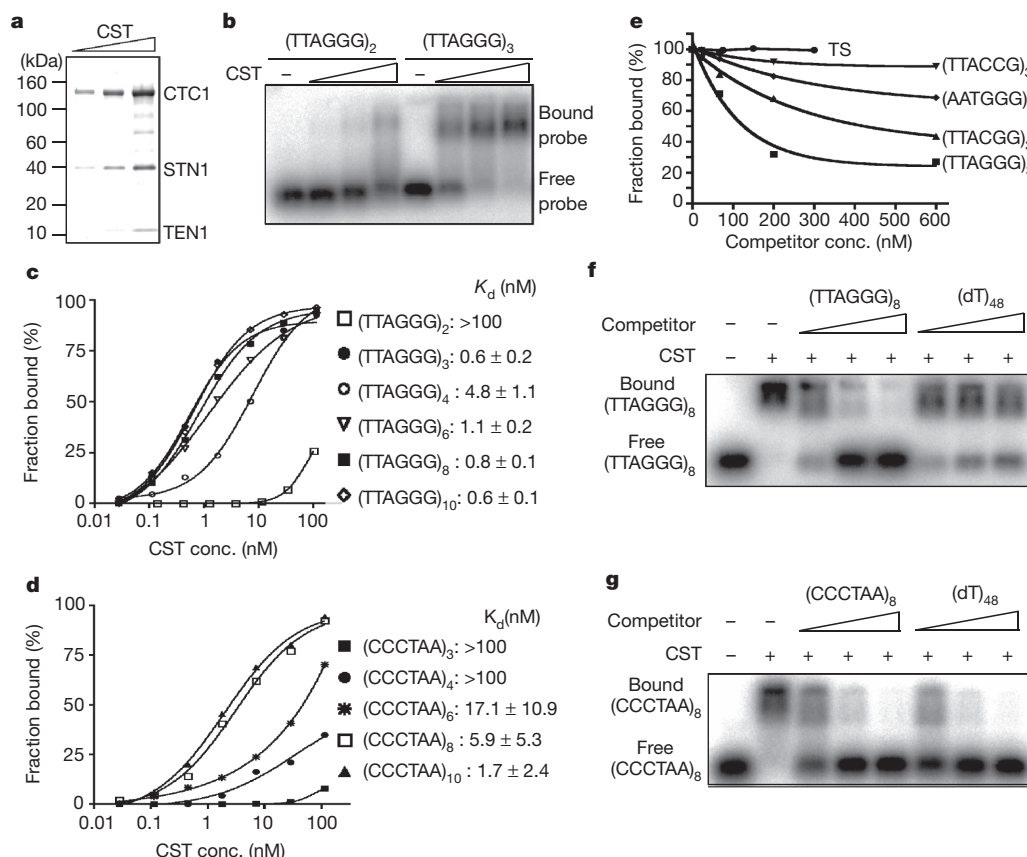 a
CST
(kDa)
160
100
60
40
20
10
CTC1
STN1
TEN1
b
(TTAGGG)2 (TTAGGG)3
CST –  –
Bound
probe
Free
probe
c
Fraction bound (%)
100
75
50
25
0
0.01 0.1 1 10 100
CST conc. (nM)
Kd (nM)
(TTAGGG)2: >100
(TTAGGG)3: 0.6 ± 0.2
(TTAGGG)4: 4.8 ± 1.1
(TTAGGG)6: 1.1 ± 0.2
(TTAGGG)8 : 0.8 ± 0.1
(TTAGGG)10: 0.6 ± 0.1
d
Fraction bound (%)
100
75
50
25
0
0.01 0.1 1 10 100
CST conc. (nM)
Kd(nM)
(CCCTAA)3: >100
(CCCTAA)4: >100
(CCCTAA)6: 17.1 ± 10.9
(CCCTAA)8 : 5.9 ± 5.3
(CCCTAA)10 : 1.7 ± 2.4
e
Fraction bound (%)
100
80
60
40
20
0
0 100 200 300 400 500 600
Competitor conc. (nM)
TS
(TTACCG)
(AATGGG)
(TTACGG)
(TTAGGG)
f
(TTAGGG)8 (dT)48
Competitor – –
CST – + + + + + + +
Bound
(TTAGGG)8
Free
(TTAGGG)8
g
(CCCTAA)8 (dT)48
Competitor – –
CST – + + + + + + +
Bound
(CCCTAA)8
Free
(CCCTAA)8